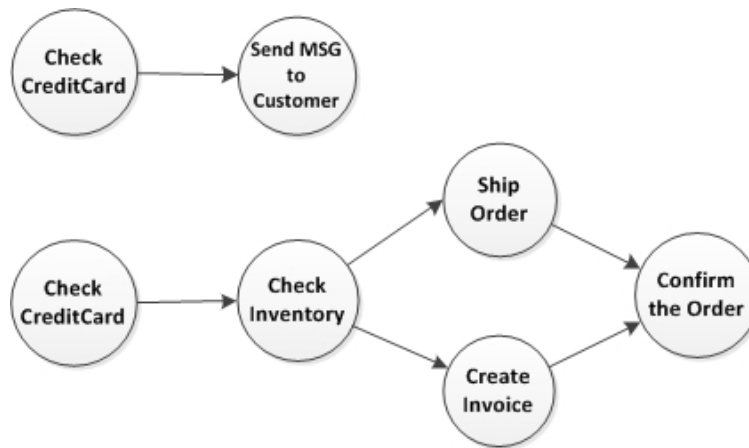 Check
CreditCard
Send MSG
to
Customer
Check
CreditCard
Check
Inventory
Ship
Order
Create
Invoice
Confirm
the Order